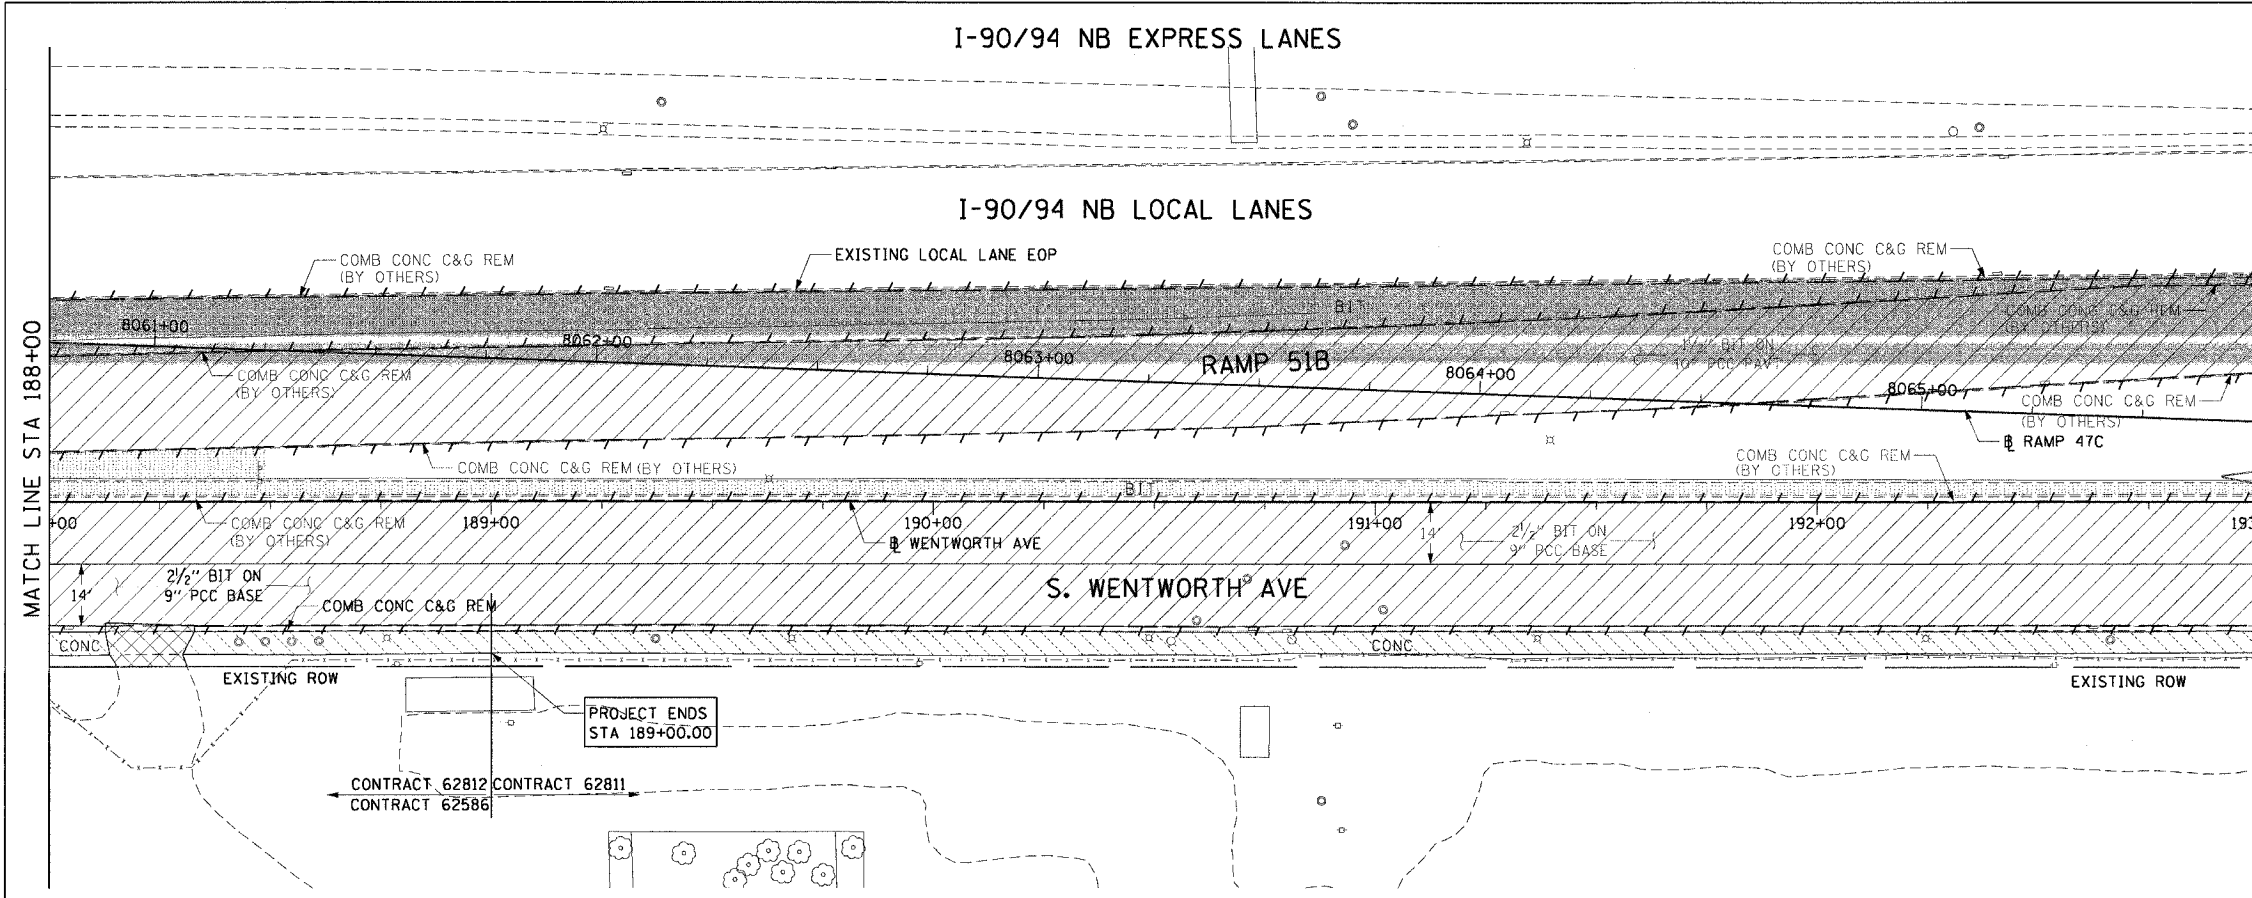 I-90/94 NB EXPRESS LANES
I-90/94 NB LOCAL LANES
COMB CONC C&G REM
(BY OTHERS)
EXISTING LOCAL LANE EOP
COMB CONC C&G REM
(BY OTHERS)
BIT
COMB CONC C&G REM
(BY OTHERS)
8061+00
8062+00
8063+00
RAMP 51B
8064+00
BIT ON
10" PCC PAVT
8065+00
COMB CONC C&G REM
(BY OTHERS)
COMB CONC C&G REM
(BY OTHERS)
℄ RAMP 47C
MATCH LINE STA 188+00
COMB CONC C&G REM (BY OTHERS)
COMB CONC C&G REM
(BY OTHERS)
BIT
+00
COMB CONC C&G REM
(BY OTHERS)
189+00
190+00
191+00
192+00
193
℄ WENTWORTH AVE
14'
2½" BIT ON
9" PCC BASE
14'
2½" BIT ON
9" PCC BASE
S. WENTWORTH AVE
COMB CONC C&G REM
CONC
CONC
EXISTING ROW
EXISTING ROW
PROJECT ENDS
STA 189+00.00
CONTRACT 62812
CONTRACT 62811
CONTRACT 62586